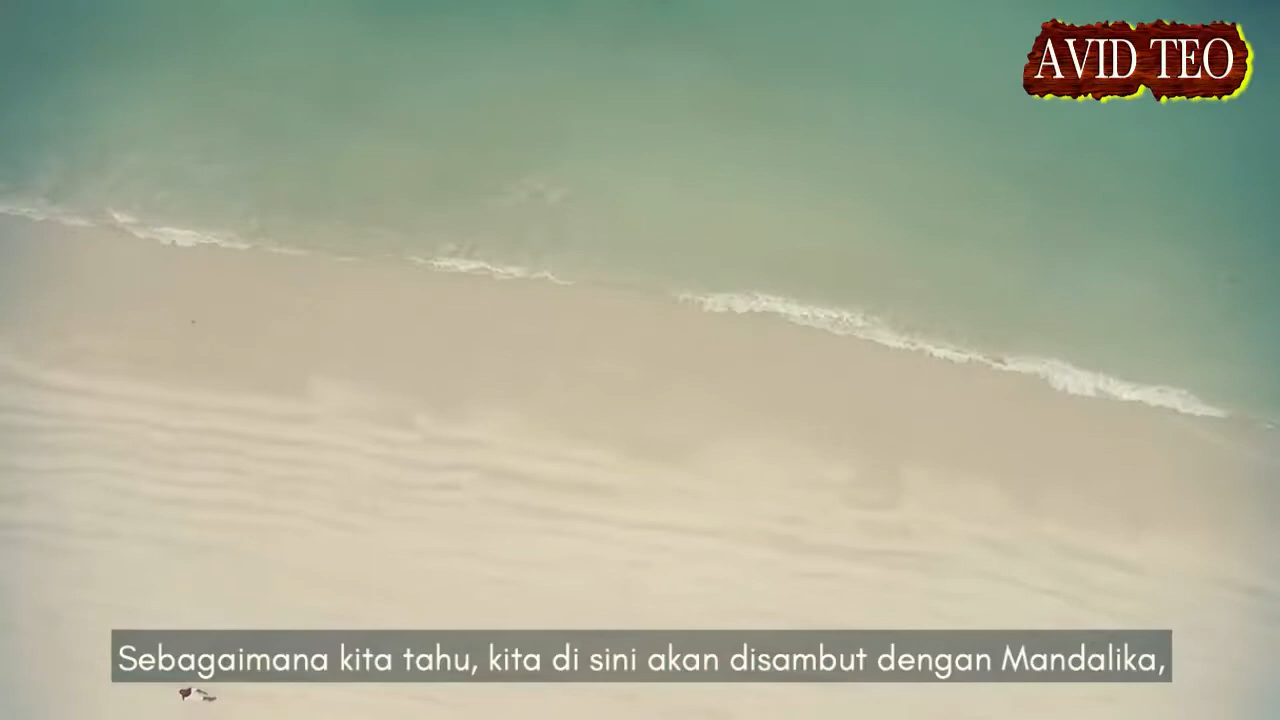 AVID TEO
Sebagaimana kita tahu, kita di sini akan disambut dengan Mandalika,